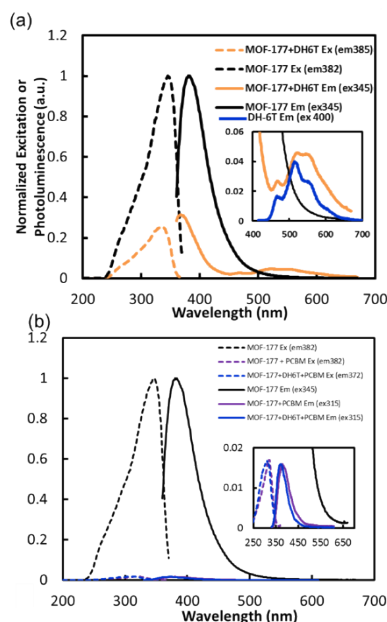 (a)
MOF-177+DH6T Ex (em385)
MOF-177 Ex (em382)
MOF-177+DH6T Em (ex345)
MOF-177 Em (ex345)
DH-6T Em (ex 400)
Normalized Excitation or
Photoluminescence (a.u.)
1
0.8
0.6
0.4
0.2
0
200 300 400 500 600 700
Wavelength (nm)
0.06
0.04
0.02
0
400 500 600 700
(b)
MOF-177 Ex (em382)
MOF-177 + PCBM Ex (em382)
MOF-177+DH6T+PCBM Ex (em372)
MOF-177 Em (ex345)
MOF-177+PCBM Em (ex315)
MOF-177+DH6T+PCBM Em (ex315)
1
0.8
0.6
0.4
0.2
0
200 300 400 500 600 700
Wavelength (nm)
0.02
0.01
0
250 350 450 550 650